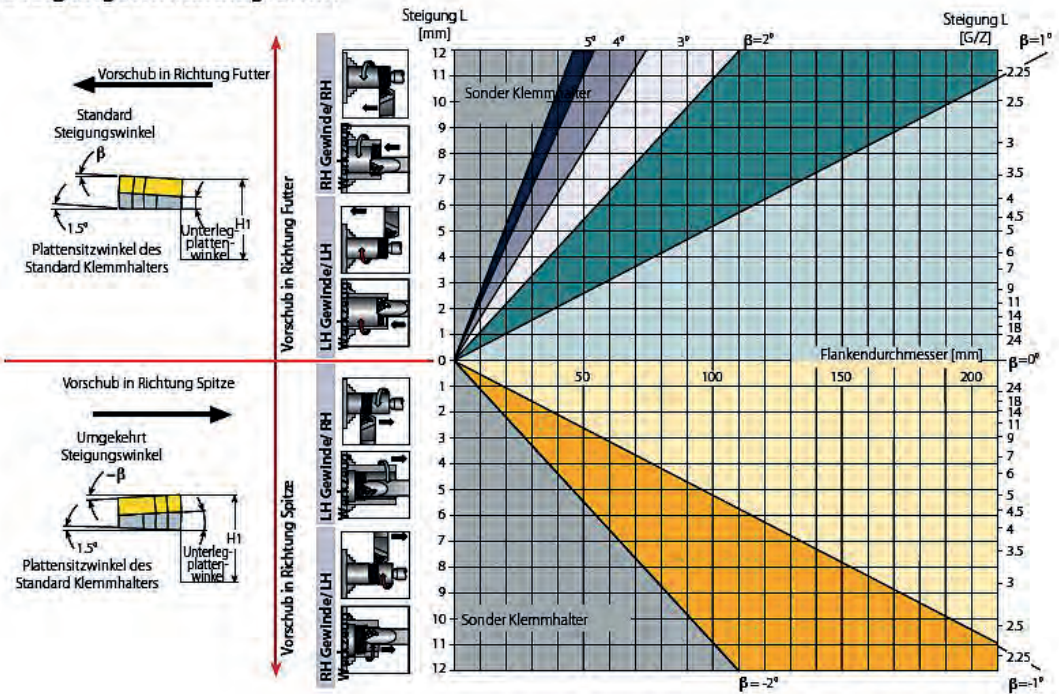 Vorschub in Richtung Futter
Standard
Steigungswinkel
β
1.5°
Plattensitzwinkel des
Standard Klemmhalters
Unterleg-
platten-
winkel
H1
Vorschub in Richtung Spitze
Umgekehrt
Steigungswinkel
–β
1.5°
Plattensitzwinkel des
Standard Klemmhalters
Unterleg-
platten-
winkel
H1
Vorschub in Richtung Futter
Vorschub in Richtung Spitze
RH Gewinde/ RH
LH Gewinde/ LH
LH Gewinde/ RH
RH Gewinde/ LH
Steigung L
[mm]
12
11
10
9
8
7
6
5
4
3
2
1
0
1
2
3
4
5
6
7
8
9
10
11
12
5° 4° 3° β=2°
Sonder Klemmhalter
Steigung L
[G/Z]
β=1°
2.25
2.5
3
3.5
4
4.5
5
6
7
9
11
14
18
24
Flankendurchmesser [mm]
β=0°
50 100 150 200
24
18
14
11
9
7
6
5
4.5
4
3.5
3
2.5
2.25
Sonder Klemmhalter
β=-2°
β=-1°